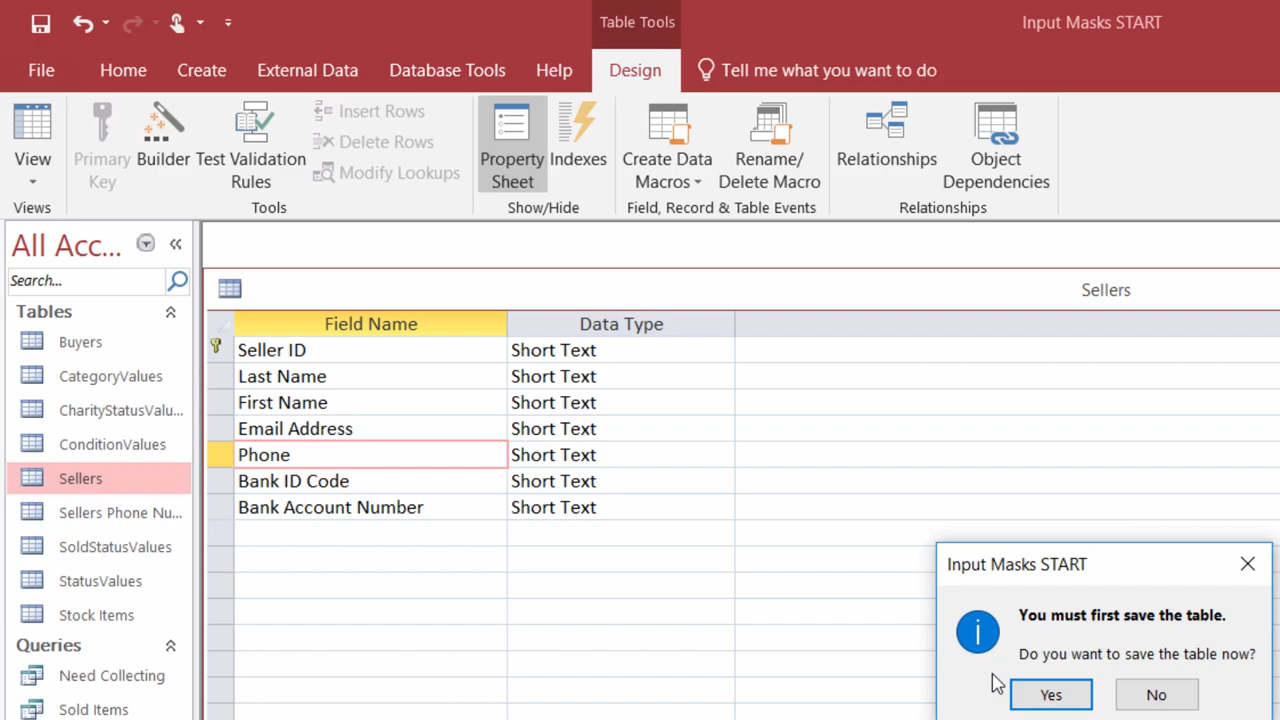 Table Tools
Input Masks START
File Home Create External Data Database Tools Help Design Tell me what you want to do
View
Primary Key
Builder
Test Validation Rules
Insert Rows
Delete Rows
Modify Lookups
Property Sheet
Indexes
Create Data Macros
Rename/ Delete Macro
Relationships
Object Dependencies
Views
Tools
Show/Hide
Field, Record & Table Events
Relationships
All Acc...
Search...
Tables
Buyers
CategoryValues
CharityStatusValu...
ConditionValues
Sellers
Sellers Phone Nu...
SoldStatusValues
StatusValues
Stock Items
Queries
Need Collecting
Sold Items
Sellers
Field Name Data Type
Seller ID Short Text
Last Name Short Text
First Name Short Text
Email Address Short Text
Phone Short Text
Bank ID Code Short Text
Bank Account Number Short Text
Input Masks START
You must first save the table.
Do you want to save the table now?
Yes No